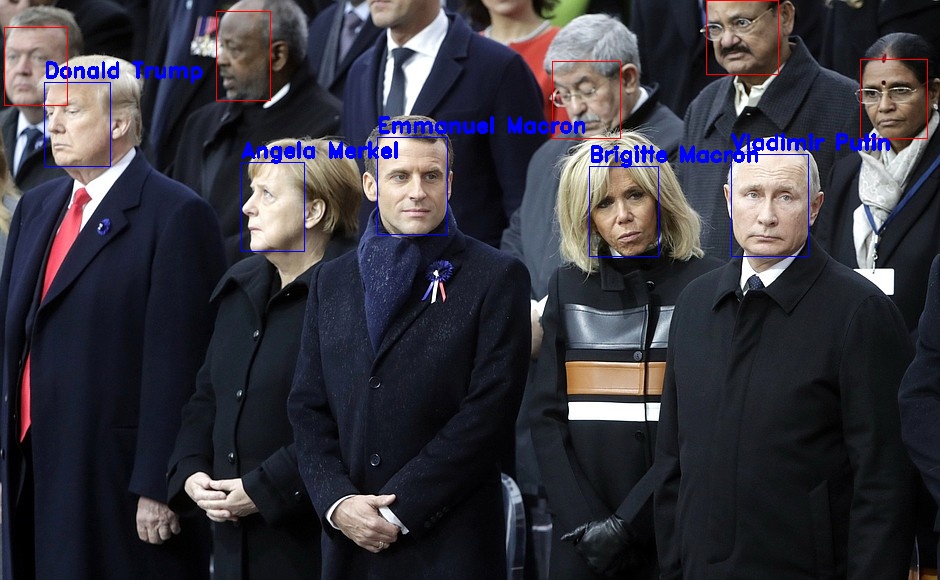 Donald Trump
Emmanuel Macron
Angela Merkel
Brigitte Macron
Vladimir Putin